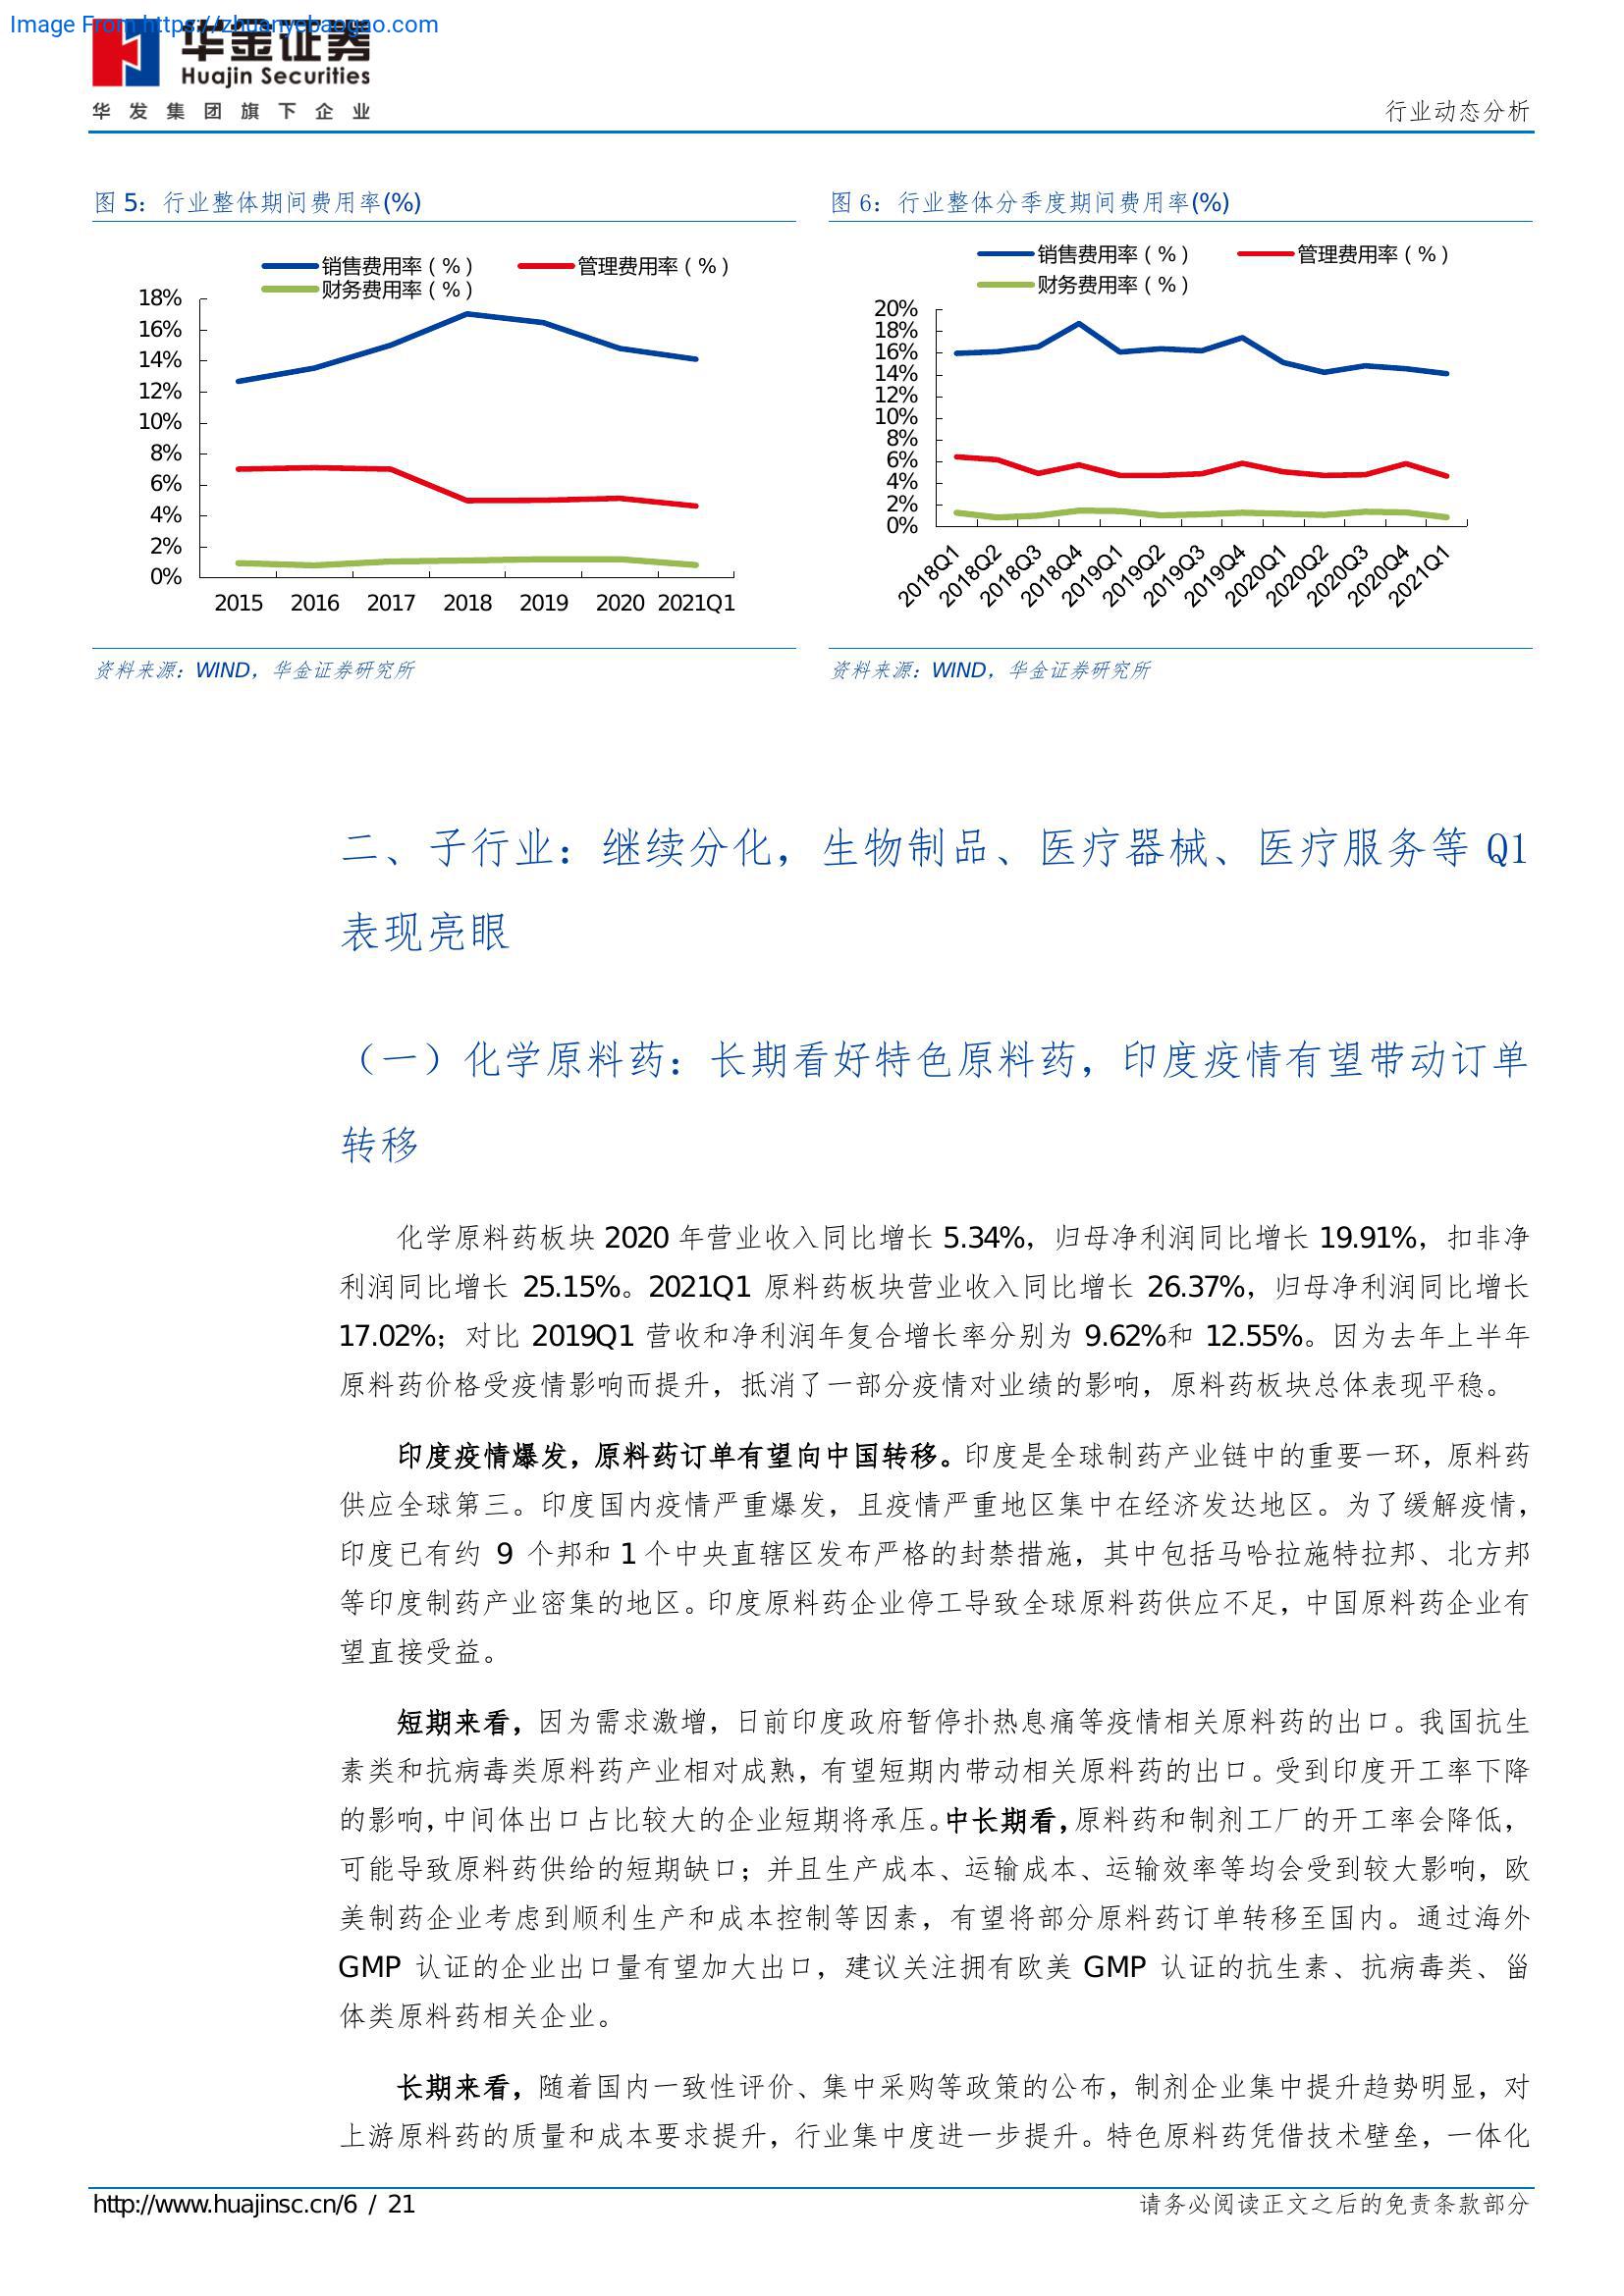 Image From https://zhuanyebaogao.com
华金证券
Huajin Securities
华发集团旗下企业
行业动态分析
图 5：行业整体期间费用率(%)
销售费用率（%）
管理费用率（%）
财务费用率（%）
18%
16%
14%
12%
10%
8%
6%
4%
2%
0%
2015 2016 2017 2018 2019 2020 2021Q1
资料来源：WIND，华金证券研究所
图 6：行业整体分季度期间费用率(%)
销售费用率（%）
管理费用率（%）
财务费用率（%）
20%
18%
16%
14%
12%
10%
8%
6%
4%
2%
0%
2018Q1 2018Q2 2018Q3 2018Q4 2019Q1 2019Q2 2019Q3 2019Q4 2020Q1 2020Q2 2020Q3 2020Q4 2021Q1
资料来源：WIND，华金证券研究所
二、子行业：继续分化，生物制品、医疗器械、医疗服务等 Q1
表现亮眼
（一）化学原料药：长期看好特色原料药，印度疫情有望带动订单
转移
化学原料药板块 2020 年营业收入同比增长 5.34%，归母净利润同比增长 19.91%，扣非净
利润同比增长 25.15%。2021Q1 原料药板块营业收入同比增长 26.37%，归母净利润同比增长
17.02%；对比 2019Q1 营收和净利润年复合增长率分别为 9.62%和 12.55%。因为去年上半年
原料药价格受疫情影响而提升，抵消了一部分疫情对业绩的影响，原料药板块总体表现平稳。
印度疫情爆发，原料药订单有望向中国转移。印度是全球制药产业链中的重要一环，原料药
供应全球第三。印度国内疫情严重爆发，且疫情严重地区集中在经济发达地区。为了缓解疫情，
印度已有约 9 个邦和 1 个中央直辖区发布严格的封禁措施，其中包括马哈拉施特拉邦、北方邦
等印度制药产业密集的地区。印度原料药企业停工导致全球原料药供应不足，中国原料药企业有
望直接受益。
短期来看，因为需求激增，日前印度政府暂停扑热息痛等疫情相关原料药的出口。我国抗生
素类和抗病毒类原料药产业相对成熟，有望短期内带动相关原料药的出口。受到印度开工率下降
的影响，中间体出口占比较大的企业短期将承压。中长期看，原料药和制剂工厂的开工率会降低，
可能导致原料药供给的短期缺口；并且生产成本、运输成本、运输效率等均会受到较大影响，欧
美制药企业考虑到顺利生产和成本控制等因素，有望将部分原料药订单转移至国内。通过海外
GMP 认证的企业出口量有望加大出口，建议关注拥有欧美 GMP 认证的抗生素、抗病毒类、甾
体类原料药相关企业。
长期来看，随着国内一致性评价、集中采购等政策的公布，制剂企业集中提升趋势明显，对
上游原料药的质量和成本要求提升，行业集中度进一步提升。特色原料药凭借技术壁垒，一体化
http://www.huajinsc.cn/6 / 21
请务必阅读正文之后的免责条款部分